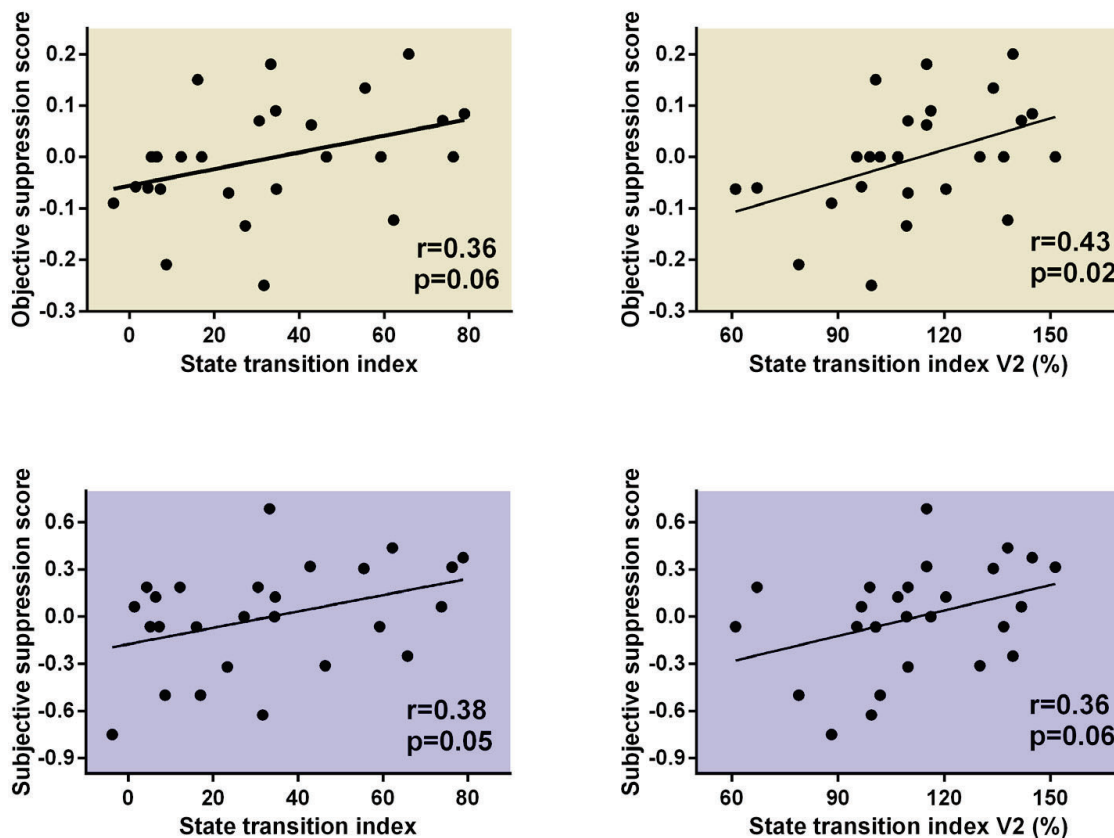 Objective suppression score
0.2
0.1
0.0
-0.1
-0.2
-0.3
r=0.36
p=0.06
0
20
40
60
80
State transition index
Objective suppression score
0.2
0.1
0.0
-0.1
-0.2
-0.3
r=0.43
p=0.02
60
90
120
150
State transition index V2 (%)
Subjective suppression score
0.6
0.3
0.0
-0.3
-0.6
-0.9
r=0.38
p=0.05
0
20
40
60
80
State transition index
Subjective suppression score
0.6
0.3
0.0
-0.3
-0.6
-0.9
r=0.36
p=0.06
60
90
120
150
State transition index V2 (%)